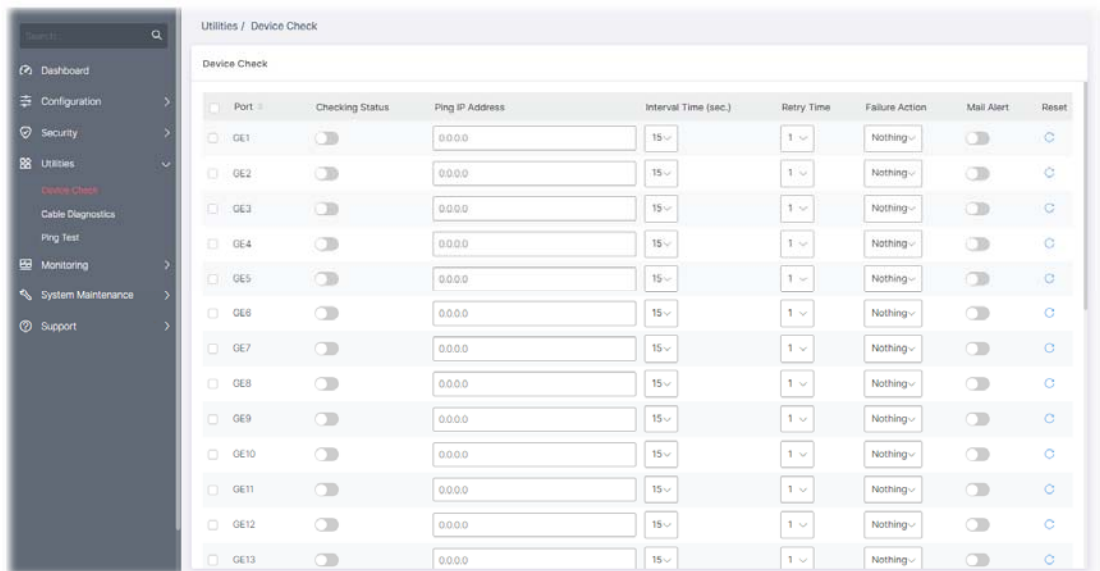 Utilities / Device Check
Search...
Device Check
Dashboard
Configuration
Security
Utilities
Device Check
Cable Diagnostics
Ping Test
Monitoring
System Maintenance
Support
Port Checking Status Ping IP Address Interval Time (sec.) Retry Time Failure Action Mail Alert Reset
GE1 0.0.0.0 15 1 Nothing
GE2 0.0.0.0 15 1 Nothing
GE3 0.0.0.0 15 1 Nothing
GE4 0.0.0.0 15 1 Nothing
GE5 0.0.0.0 15 1 Nothing
GE6 0.0.0.0 15 1 Nothing
GE7 0.0.0.0 15 1 Nothing
GE8 0.0.0.0 15 1 Nothing
GE9 0.0.0.0 15 1 Nothing
GE10 0.0.0.0 15 1 Nothing
GE11 0.0.0.0 15 1 Nothing
GE12 0.0.0.0 15 1 Nothing
GE13 0.0.0.0 15 1 Nothing